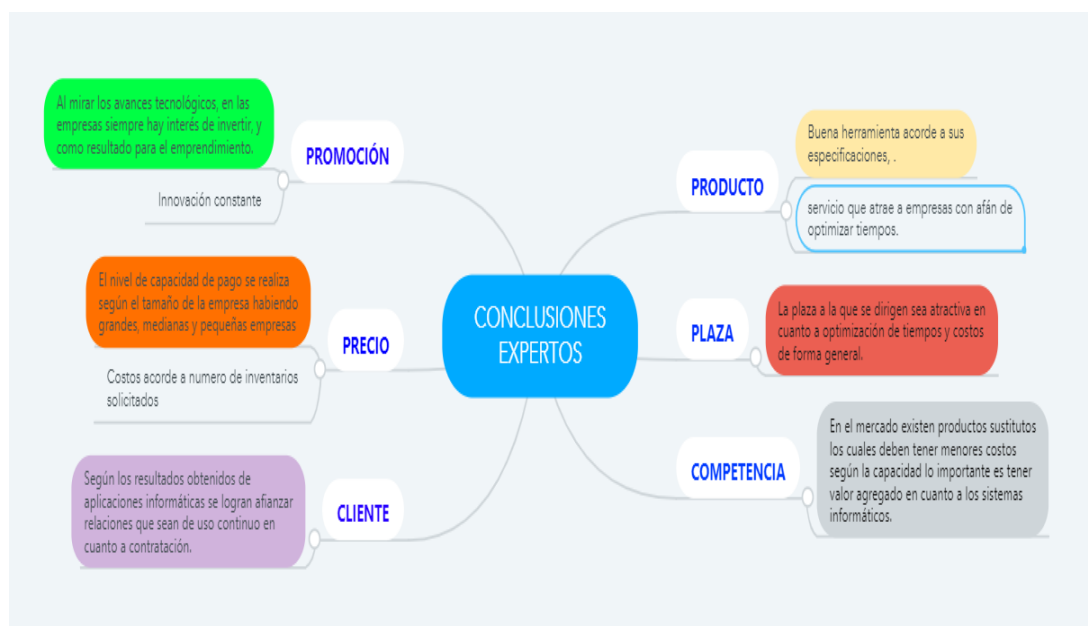 CONCLUSIONES
EXPERTOS
PROMOCIÓN
Al mirar los avances tecnológicos, en las
empresas siempre hay interés de invertir, y
como resultado para el emprendimiento.
Innovación constante
PRECIO
El nivel de capacidad de pago se realiza
según el tamaño de la empresa habiendo
grandes, medianas y pequeñas empresas
Costos acorde a numero de inventarios
solicitados
CLIENTE
Según los resultados obtenidos de
aplicaciones informáticas se logran afianzar
relaciones que sean de uso continuo en
cuanto a contratación.
PRODUCTO
Buena herramienta acorde a sus
especificaciones, .
servicio que atrae a empresas con afán de
optimizar tiempos.
PLAZA
La plaza a la que se dirigen sea atractiva en
cuanto a optimización de tiempos y costos
de forma general.
COMPETENCIA
En el mercado existen productos sustitutos
los cuales deben tener menores costos
según la capacidad lo importante es tener
valor agregado en cuanto a los sistemas
informáticos.